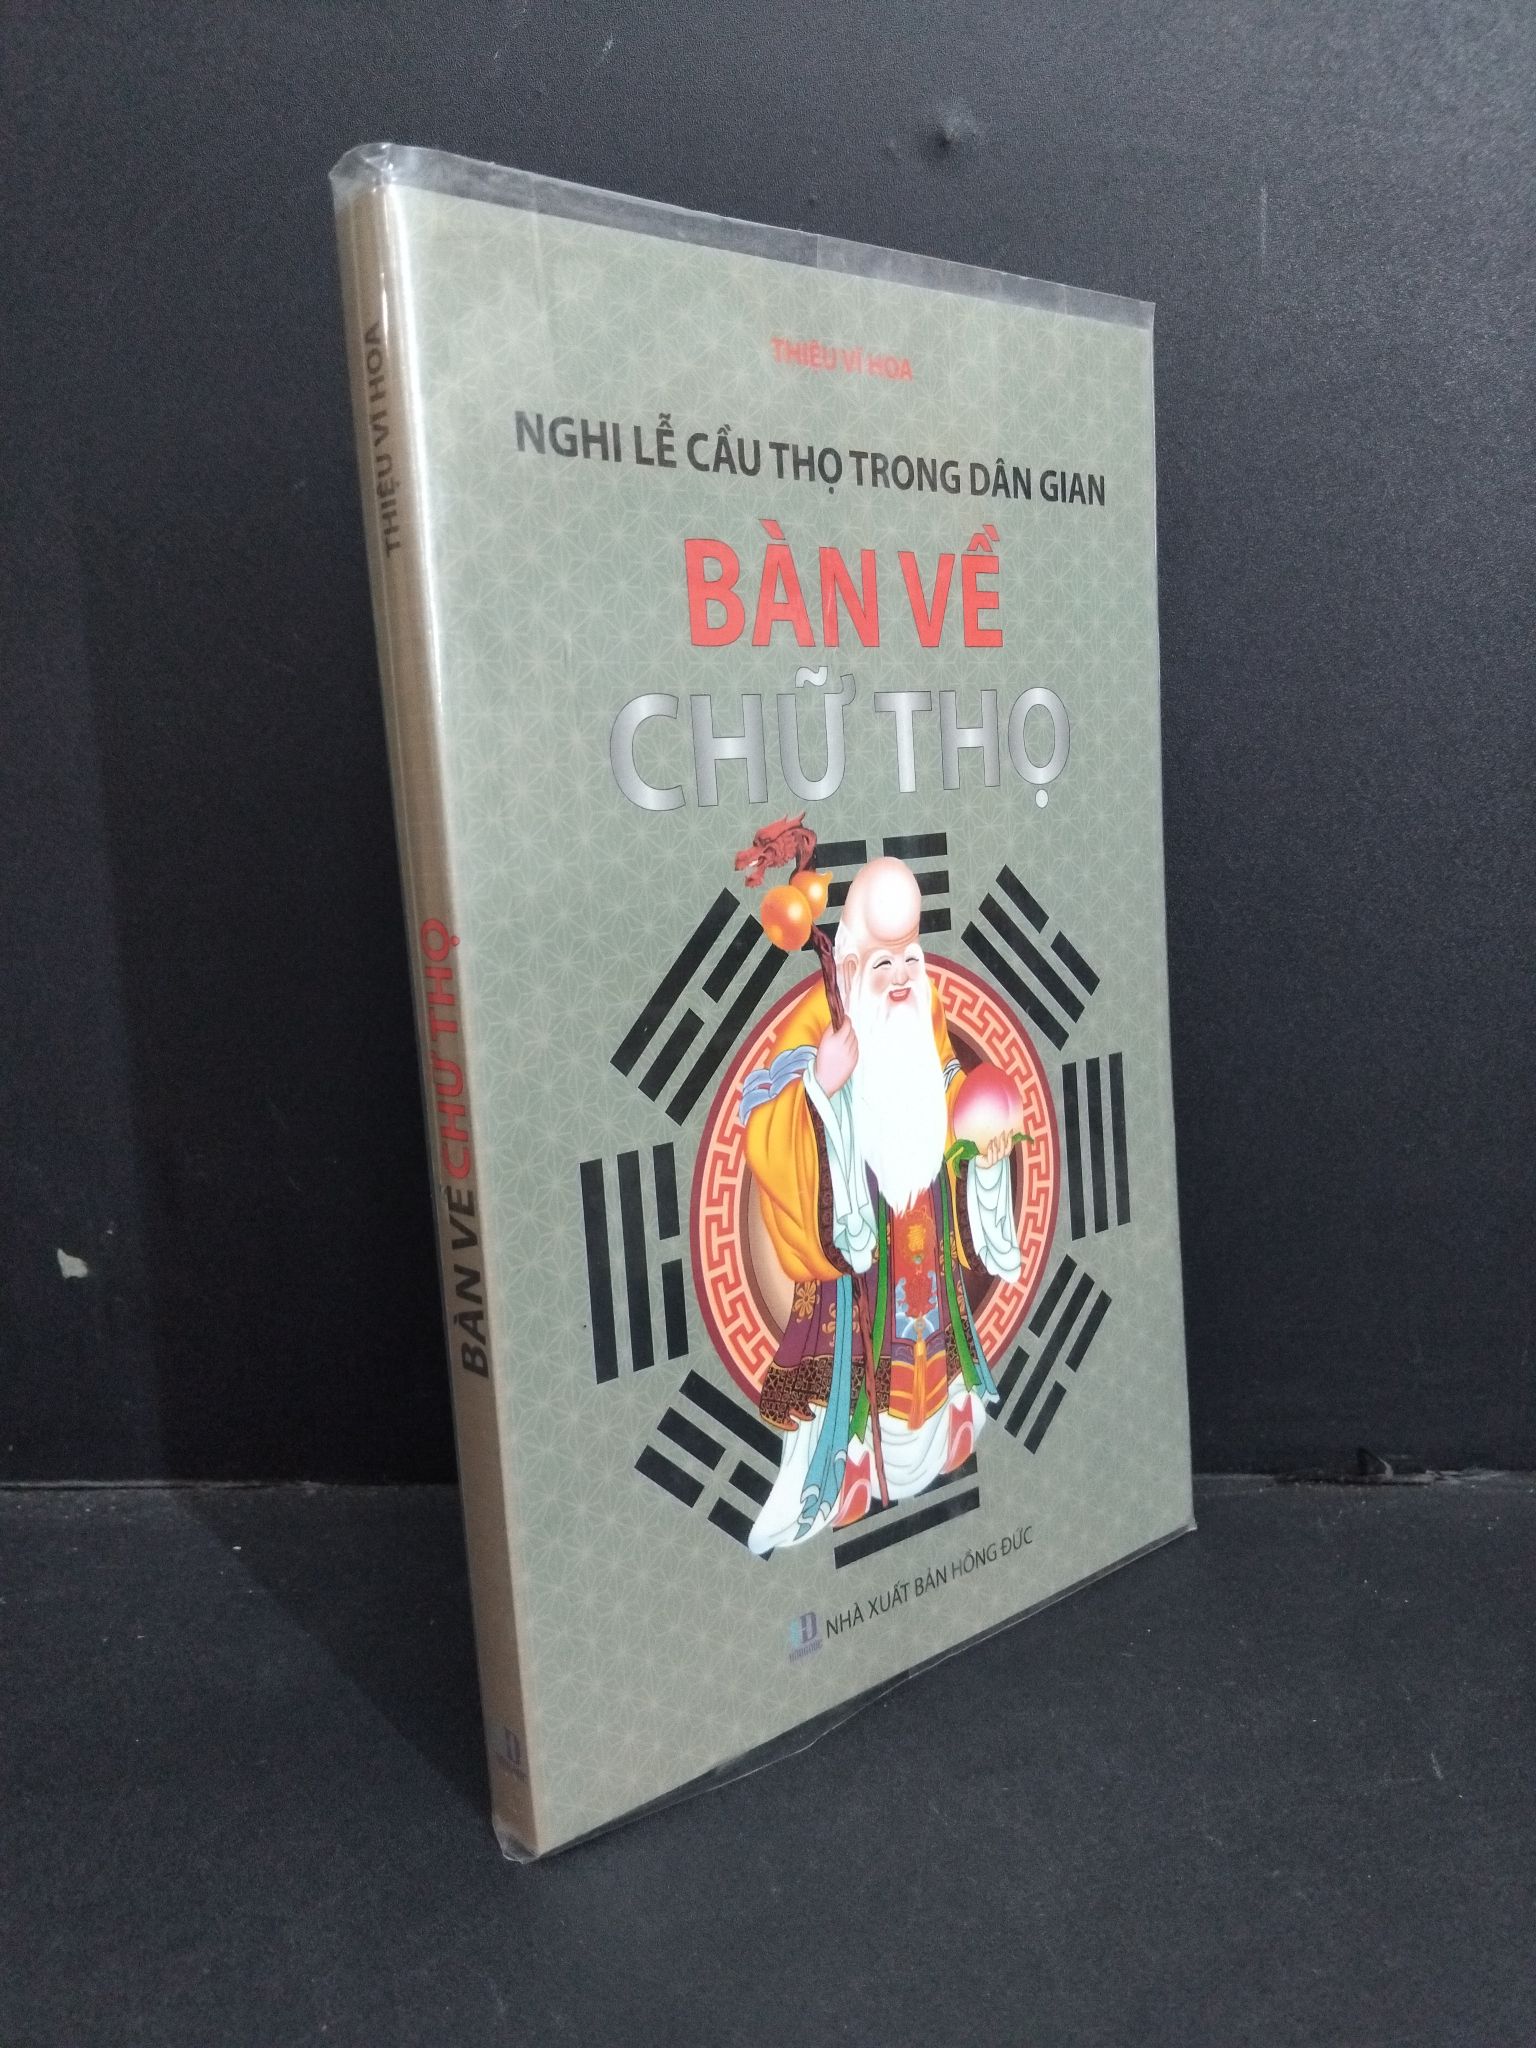 THIỆU VĨ HOA
NGHI LỄ CẦU THỌ TRONG DÂN GIAN
BÀN VỀ
CHỮ THỌ
NHÀ XUẤT BẢN HỒNG ĐỨC
THIỆU VĨ HOA
BÀN VỀ CHỮ THỌ